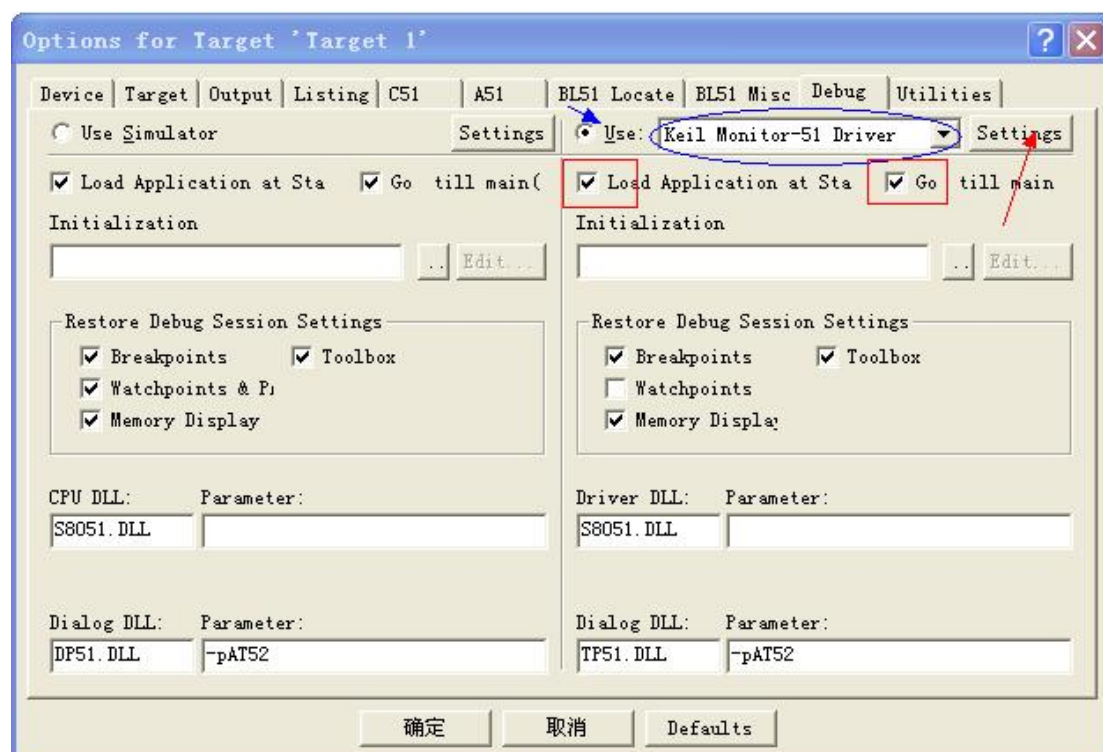 Options for Target 'Target 1'
Device Target Output Listing C51 A51 BL51 Locate BL51 Misc Debug Utilities
Use Simulator Settings Use: Keil Monitor-51 Driver Settings
Load Application at Sta Go till main( Load Application at Sta Go till main
Initialization Initialization
.. Edit... .. Edit...
Restore Debug Session Settings Restore Debug Session Settings
Breakpoints Toolbox Breakpoints Toolbox
Watchpoints & P Watchpoints
Memory Display Memory Displa
CPU DLL: Parameter: Driver DLL: Parameter:
S8051.DLL S8051.DLL
Dialog DLL: Parameter: Dialog DLL: Parameter:
DP51.DLL -pAT52 TP51.DLL -pAT52
确定 取消 Defaults